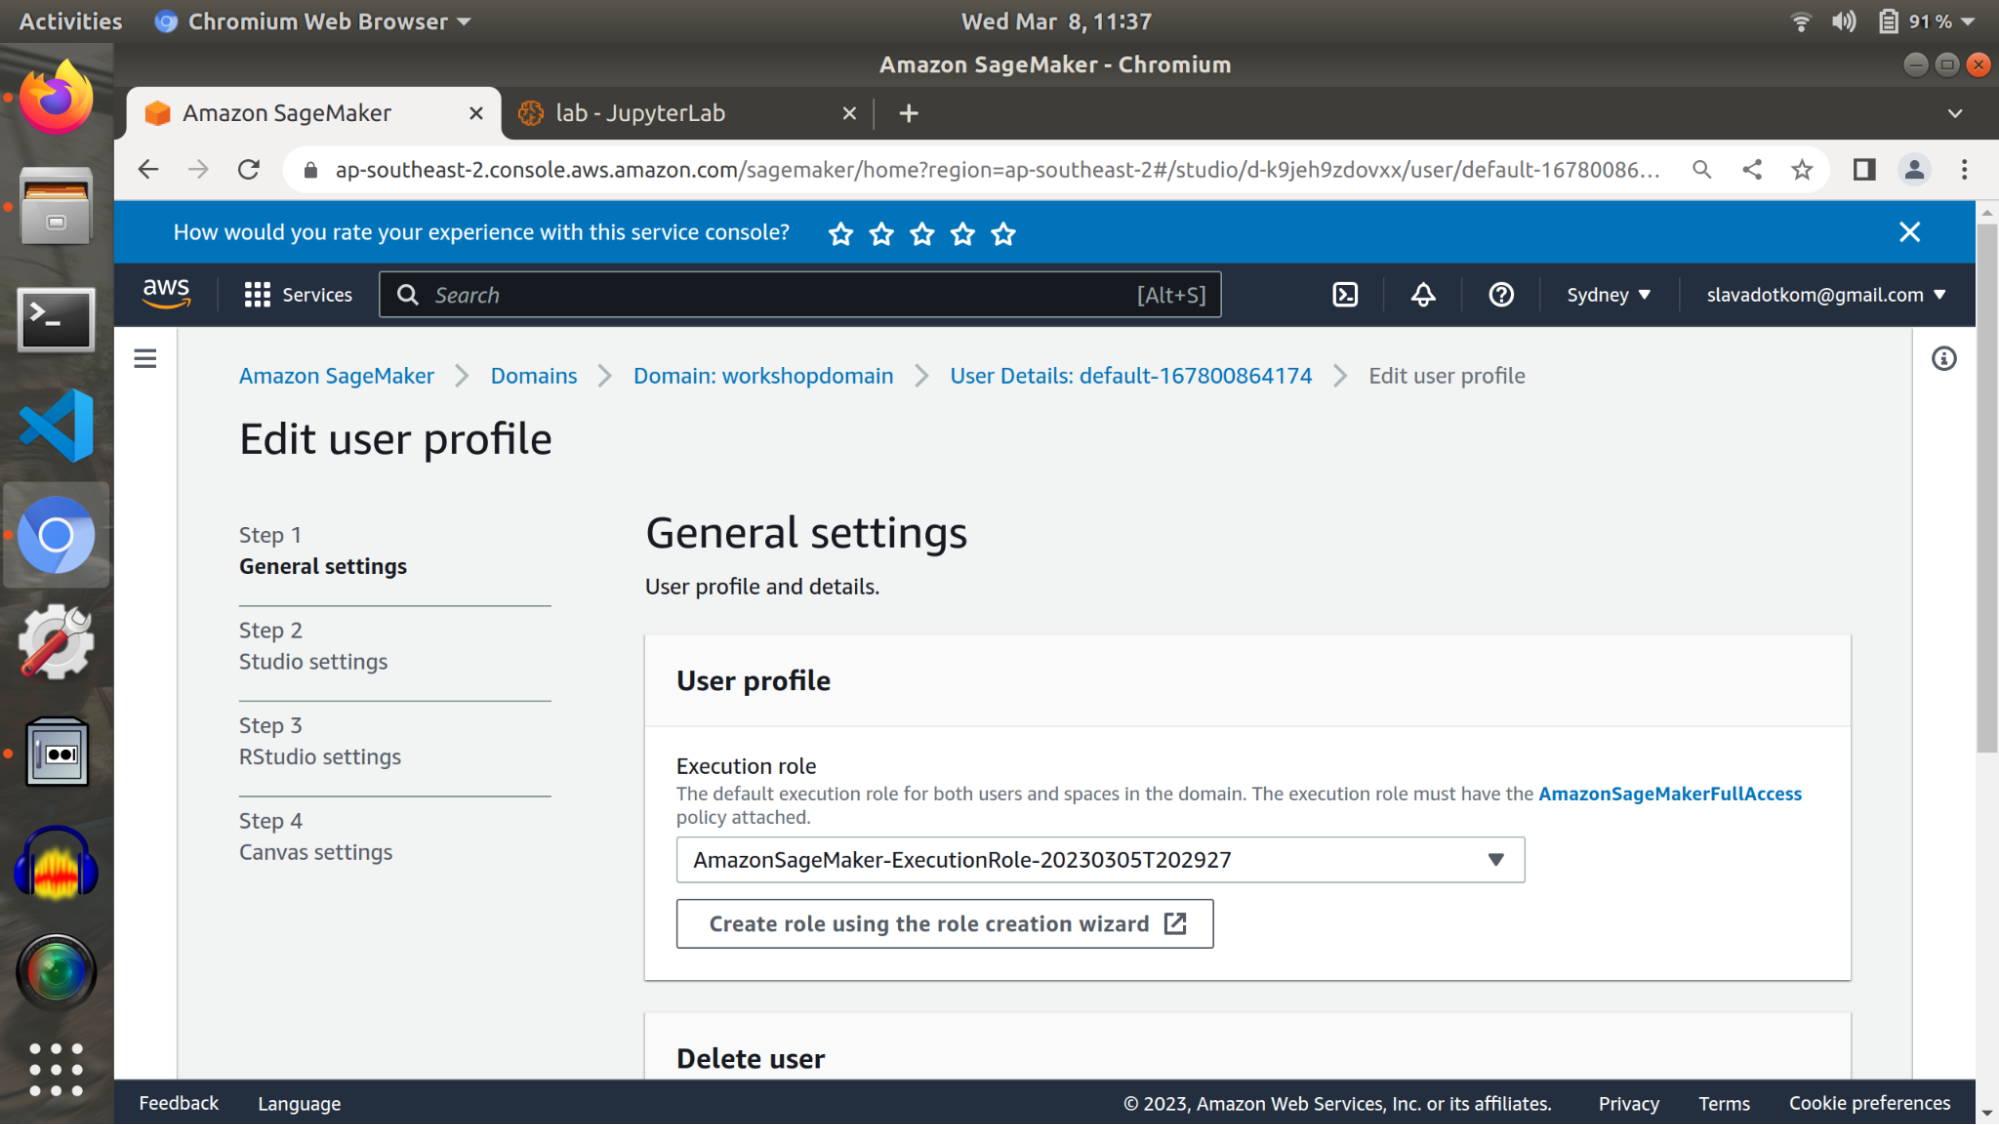 Activities
Chromium Web Browser
Wed Mar 8, 11:37
91 %
Amazon SageMaker - Chromium
Amazon SageMaker
lab - JupyterLab
ap-southeast-2.console.aws.amazon.com/sagemaker/home?region=ap-southeast-2#/studio/d-k9jeh9zdovxx/user/default-16780086...
How would you rate your experience with this service console?
aws
Services
Search
[Alt+S]
Sydney
slavadotkom@gmail.com
Amazon SageMaker
Domains
Domain: workshopdomain
User Details: default-167800864174
Edit user profile
Edit user profile
Step 1
General settings
Step 2
Studio settings
Step 3
RStudio settings
Step 4
Canvas settings
General settings
User profile and details.
User profile
Execution role
The default execution role for both users and spaces in the domain. The execution role must have the AmazonSageMakerFullAccess
policy attached.
AmazonSageMaker-ExecutionRole-20230305T202927
Create role using the role creation wizard
Delete user
Feedback
Language
© 2023, Amazon Web Services, Inc. or its affiliates.
Privacy
Terms
Cookie preferences